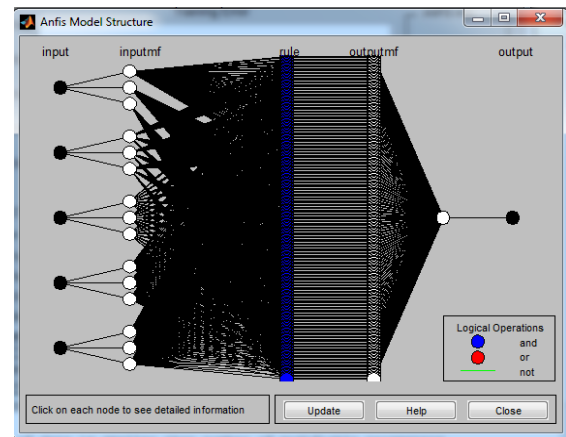 Anfis Model Structure
input inputmf rule outputmf output
Logical Operations
and
or
not
Click on each node to see detailed information
Update Help Close